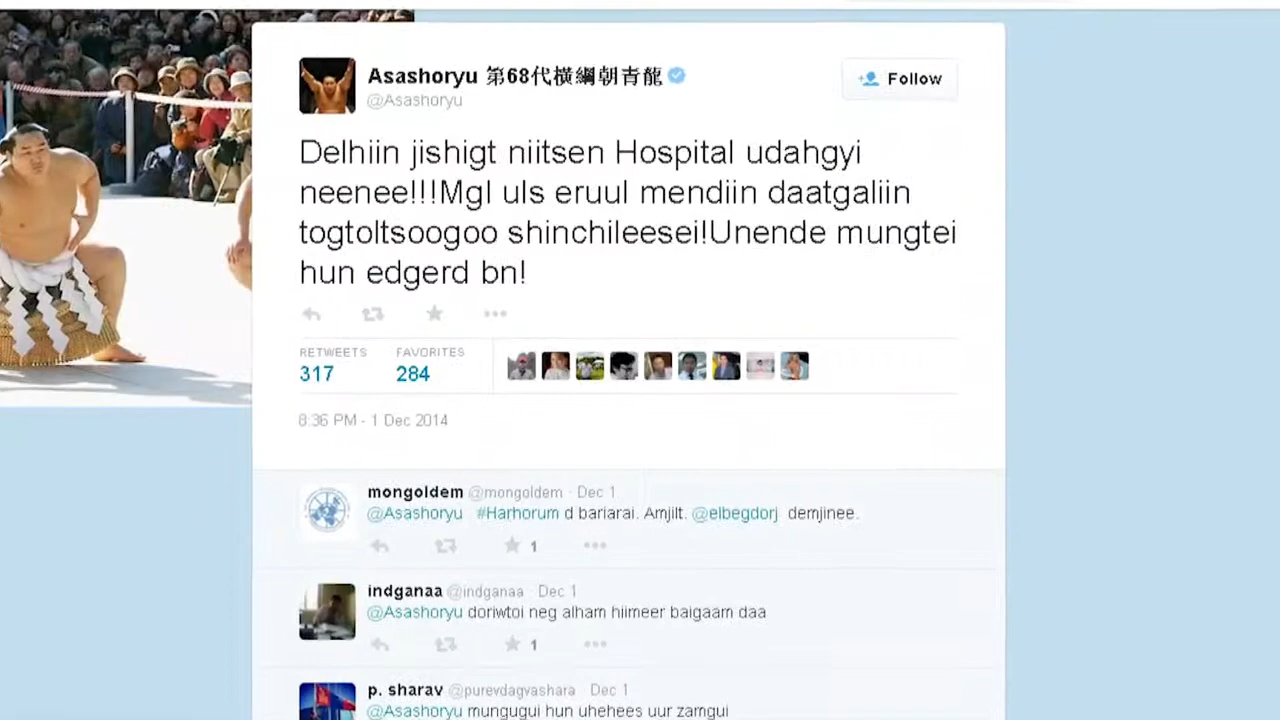 Asashoryu 第68代横綱朝青龍
@Asashoryu
Follow
Delhiin jishigt niitsen Hospital udahgyi
neenee!!!Mgl uls eruul mendiin daatgaliin
togtoltsoogoo shinchileesei!Unende mungtei
hun edgerd bn!
RETWEETS FAVORITES
317 284
8:36 PM - 1 Dec 2014
mongoldem @mongoldem · Dec 1
@Asashoryu #Harhorum d bariarai. Amjilt. @elbegdorj demjinee.
1
indganaa @indganaa · Dec 1
@Asashoryu doriwtoi neg alham hiimeer baigaam daa
1
p. sharav @purevdagvashara · Dec 1
@Asashoryu mungugui hun uhehees uur zamgui